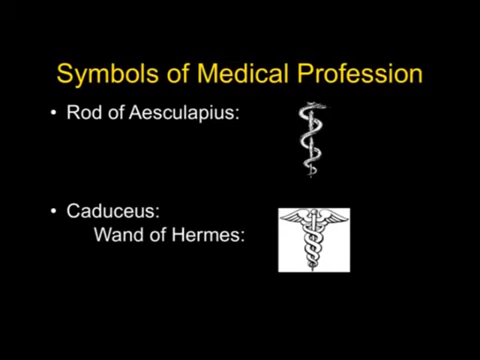 Symbols of Medical Profession
• Rod of Aesculapius:
• Caduceus:
Wand of Hermes: